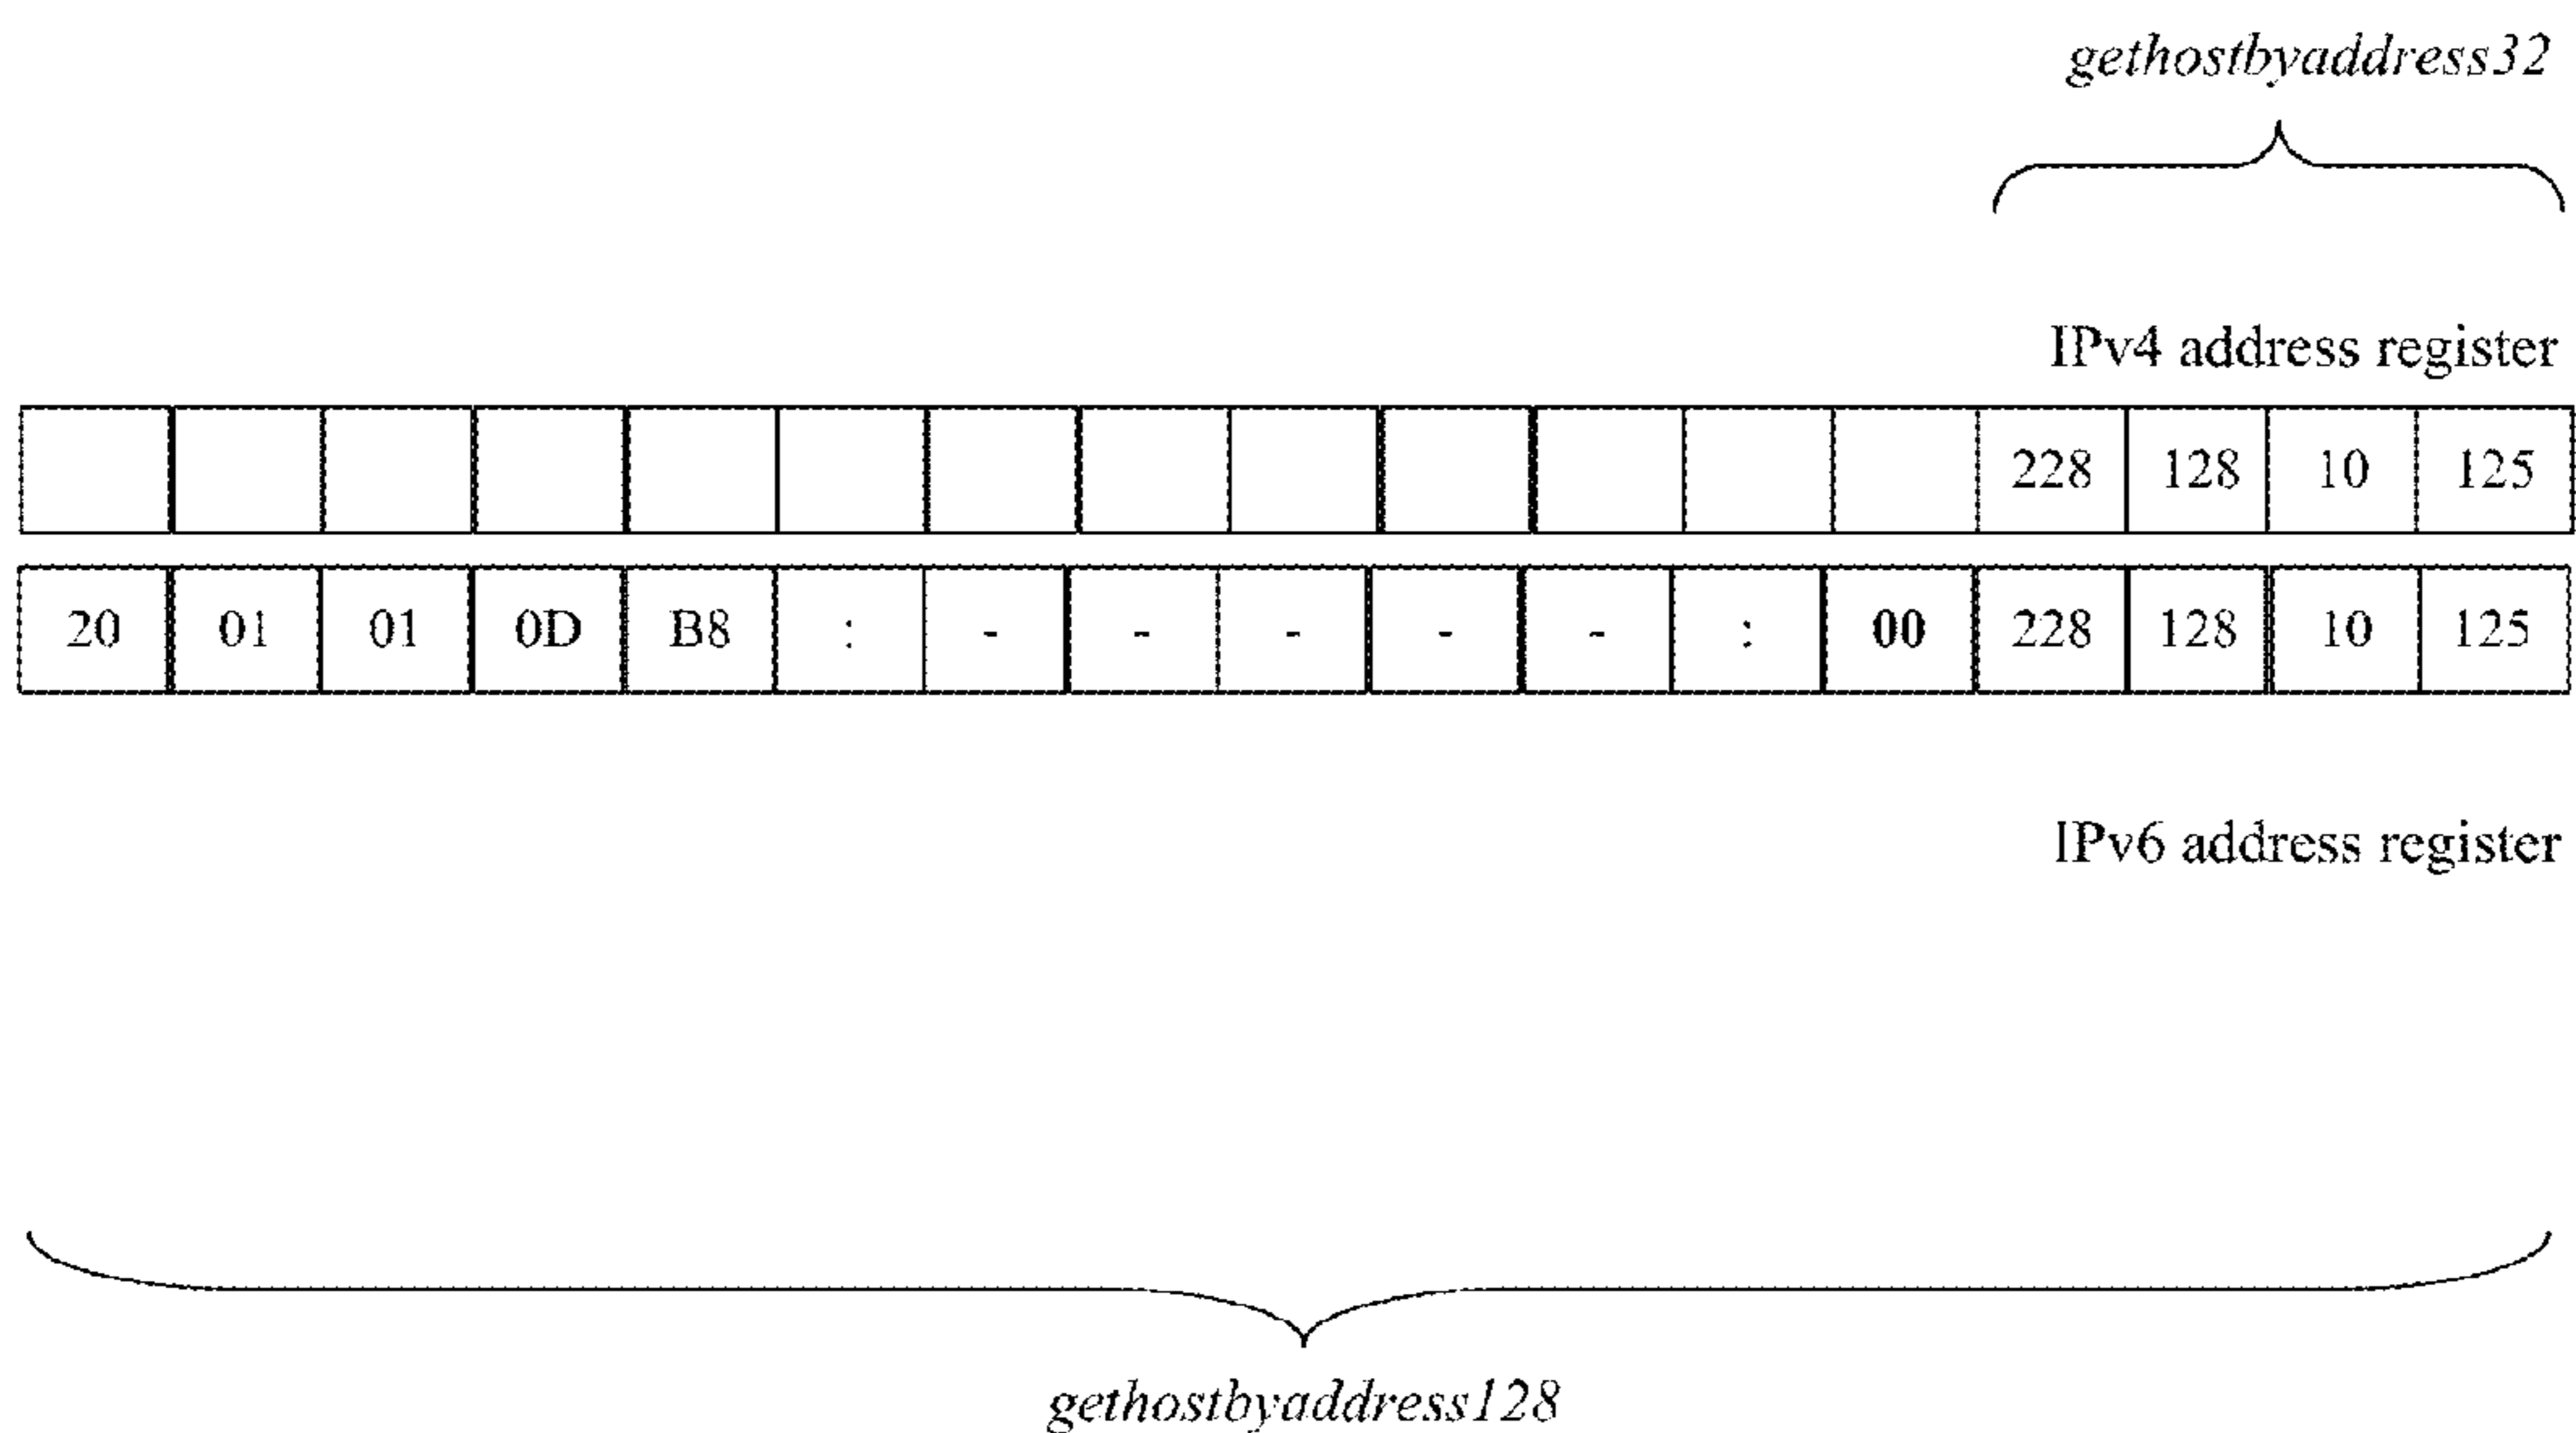 gethostbyaddress32
IPv4 address register
228 128 10 125
20 01 01 0D B8 : - - - - - : 00 228 128 10 125
IPv6 address register
gethostbyaddress128